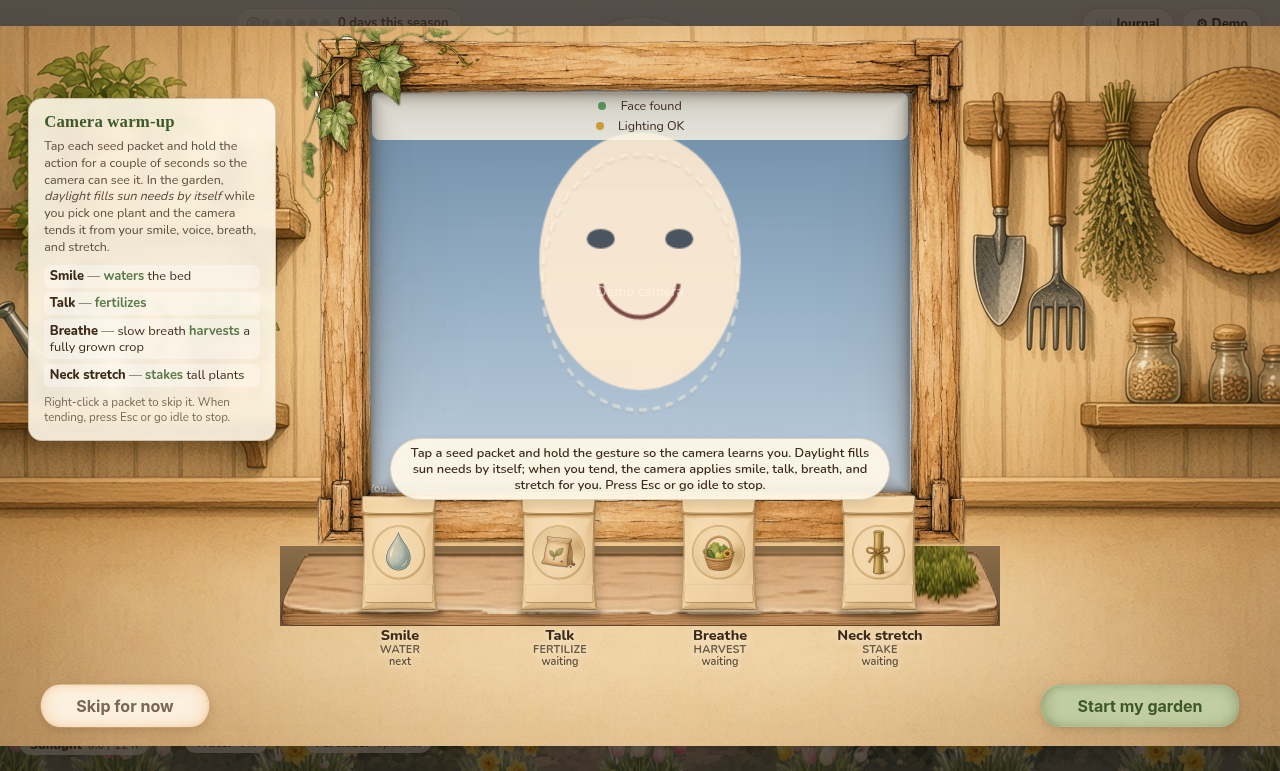 0 days this season
Journal
Demo
Camera warm-up
Tap each seed packet and hold the
action for a couple of seconds so the
camera can see it. In the garden,
daylight fills sun needs by itself while
you pick one plant and the camera
tends it from your smile, voice, breath,
and stretch.
Smile — waters the bed
Talk — fertilizes
Breathe — slow breath harvests a
fully grown crop
Neck stretch — stakes tall plants
Right-click a packet to skip it. When
tending, press Esc or go idle to stop.
Face found
Lighting OK
Demo camera
You
Tap a seed packet and hold the gesture so the camera learns you. Daylight fills
sun needs by itself; when you tend, the camera applies smile, talk, breath, and
stretch for you. Press Esc or go idle to stop.
Smile
WATER
next
Talk
FERTILIZE
waiting
Breathe
HARVEST
waiting
Neck stretch
STAKE
waiting
Skip for now
Start my garden
Sunlight